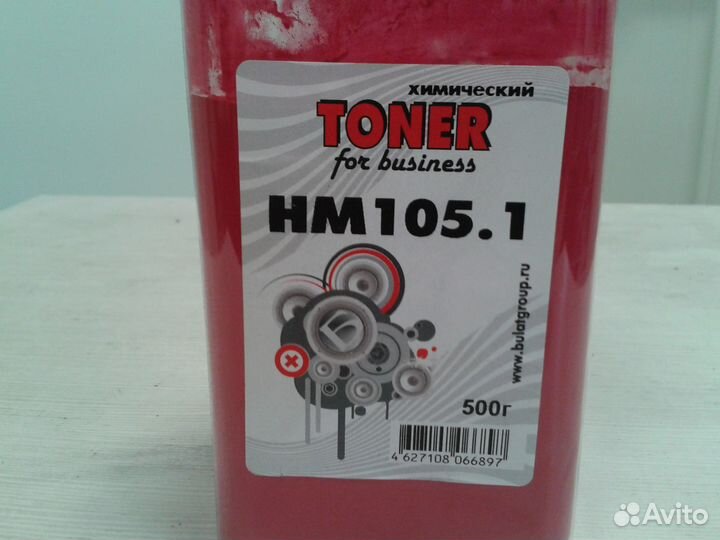 химический
TONER
for business
HM105.1
www.bulatgroup.ru
500г
4 627108 066897
Avito